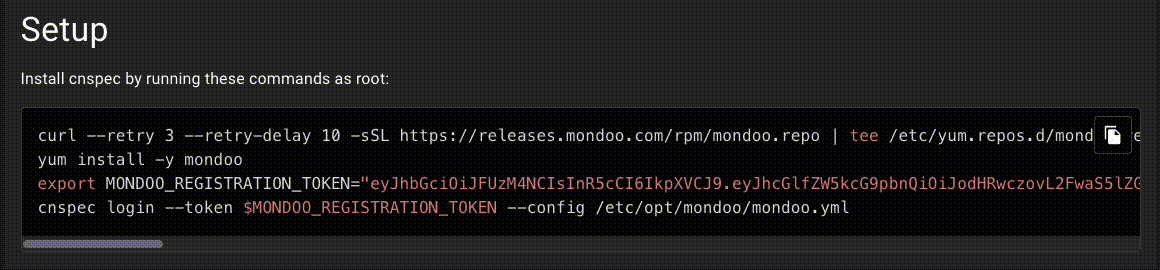 Setup
Install cnspec by running these commands as root:
curl --retry 3 --retry-delay 10 -sSL https://releases.mondoo.com/rpm/mondoo.repo | tee /etc/yum.repos.d/mond
yum install -y mondoo
export MONDOO_REGISTRATION_TOKEN="eyJhbGciOiJFUzM4NCIsInR5cCI6IkpXVCJ9.eyJhcGlfZW5kcG9pbnQiOiJodHRwczovL2FwaS5lZG
cnspec login --token $MONDOO_REGISTRATION_TOKEN --config /etc/opt/mondoo/mondoo.yml